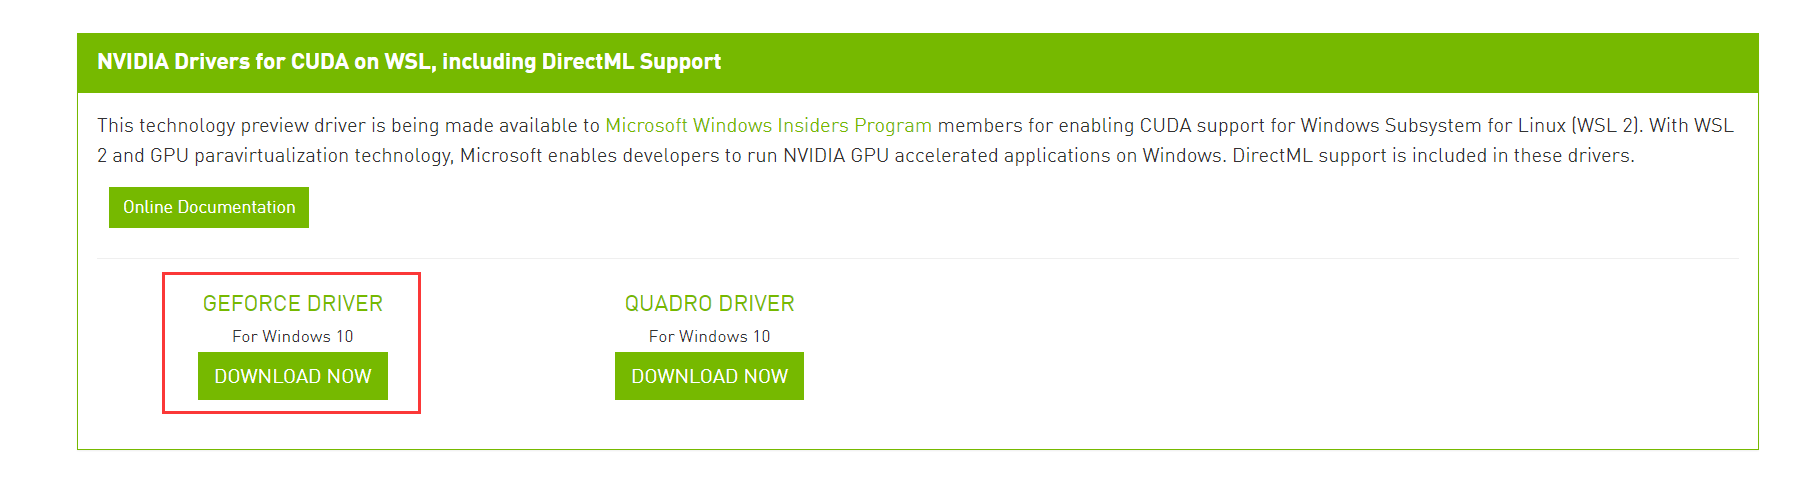 NVIDIA Drivers for CUDA on WSL, including DirectML Support
This technology preview driver is being made available to Microsoft Windows Insiders Program members for enabling CUDA support for Windows Subsystem for Linux (WSL 2). With WSL
2 and GPU paravirtualization technology, Microsoft enables developers to run NVIDIA GPU accelerated applications on Windows. DirectML support is included in these drivers.
Online Documentation
GEFORCE DRIVER
For Windows 10
DOWNLOAD NOW
QUADRO DRIVER
For Windows 10
DOWNLOAD NOW